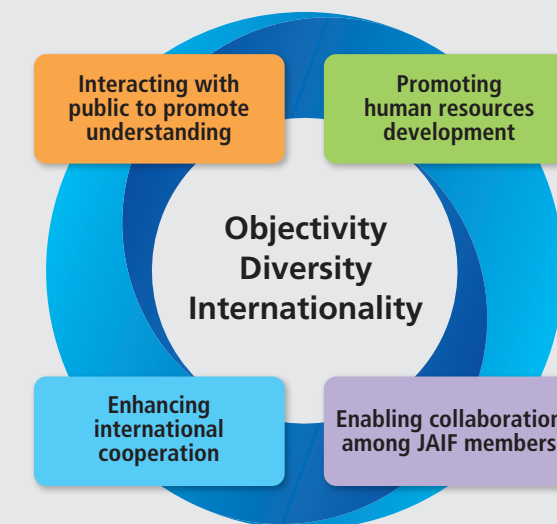 Interacting with
public to promote
understanding
Promoting
human resources
development
Objectivity
Diversity
Internationality
Enhancing
international
cooperation
Enabling collaboration
among JAIF members